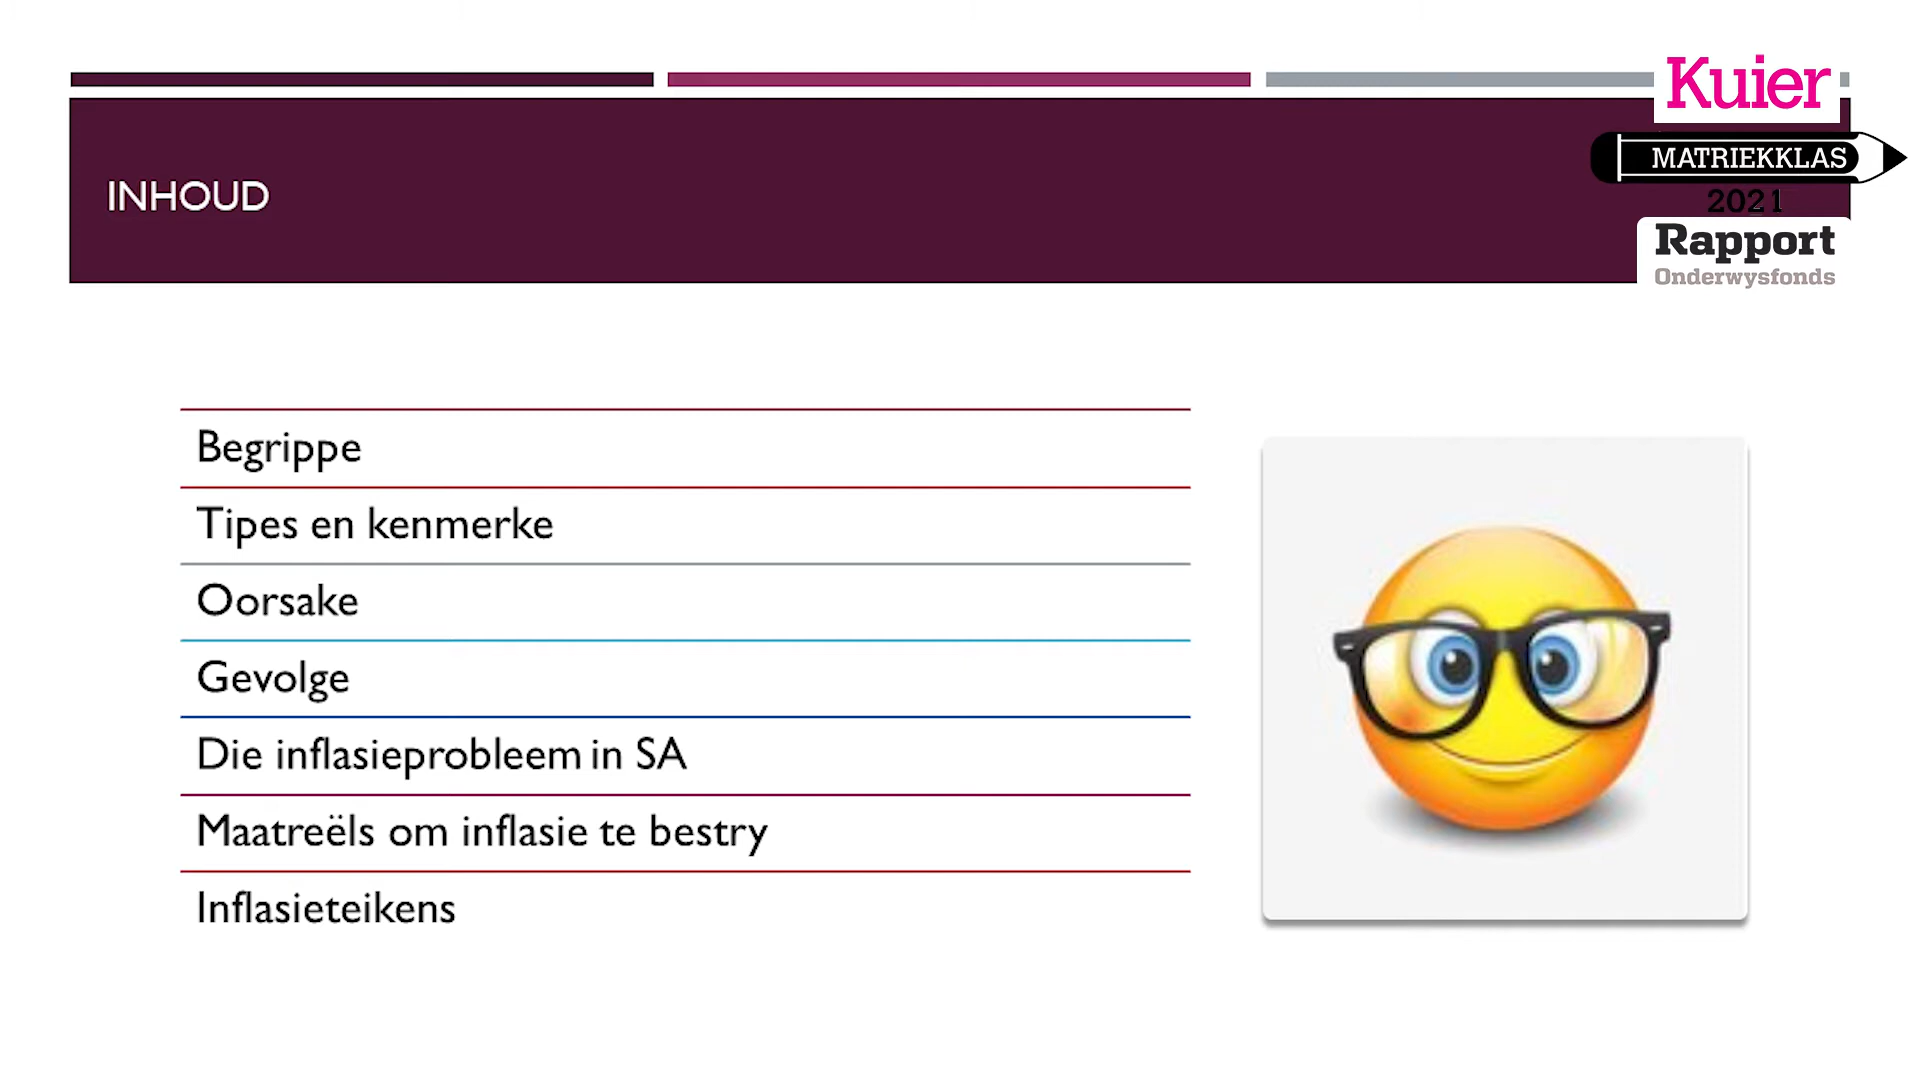 Kuier
MATRIEKKLAS
2021
Rapport
Onderwysfonds
INHOUD
Begrippe
Tipes en kenmerke
Oorsake
Gevolge
Die inflasieprobleem in SA
Maatreëls om inflasie te bestry
Inflasieteikens